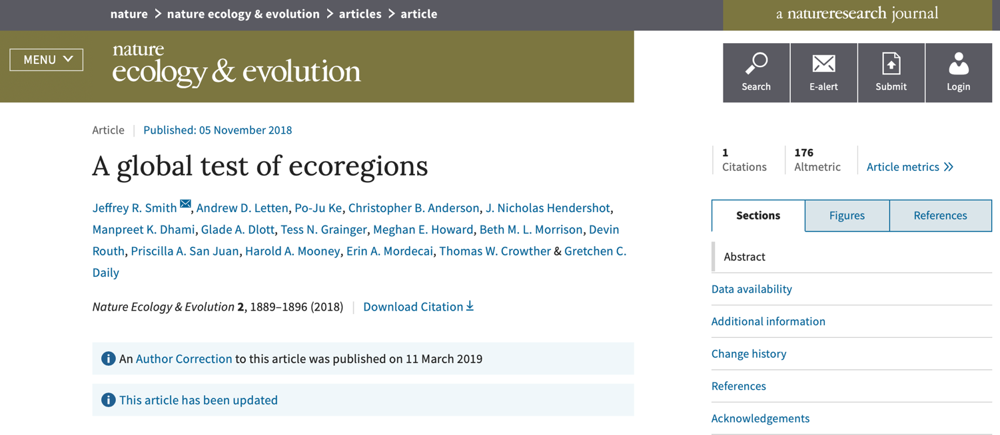 nature > nature ecology & evolution > articles > article
a natureresearch journal
MENU
nature
ecology & evolution
Search
E-alert
Submit
Login
Article | Published: 05 November 2018
A global test of ecoregions
Jeffrey R. Smith, Andrew D. Letten, Po-Ju Ke, Christopher B. Anderson, J. Nicholas Hendershot,
Manpreet K. Dhami, Glade A. Dlott, Tess N. Grainger, Meghan E. Howard, Beth M. L. Morrison, Devin
Routh, Priscilla A. San Juan, Harold A. Mooney, Erin A. Mordecai, Thomas W. Crowther & Gretchen C.
Daily
Nature Ecology & Evolution 2, 1889–1896 (2018) | Download Citation
An Author Correction to this article was published on 11 March 2019
This article has been updated
1
Citations
176
Altmetric
Article metrics
Sections
Figures
References
Abstract
Data availability
Additional information
Change history
References
Acknowledgements